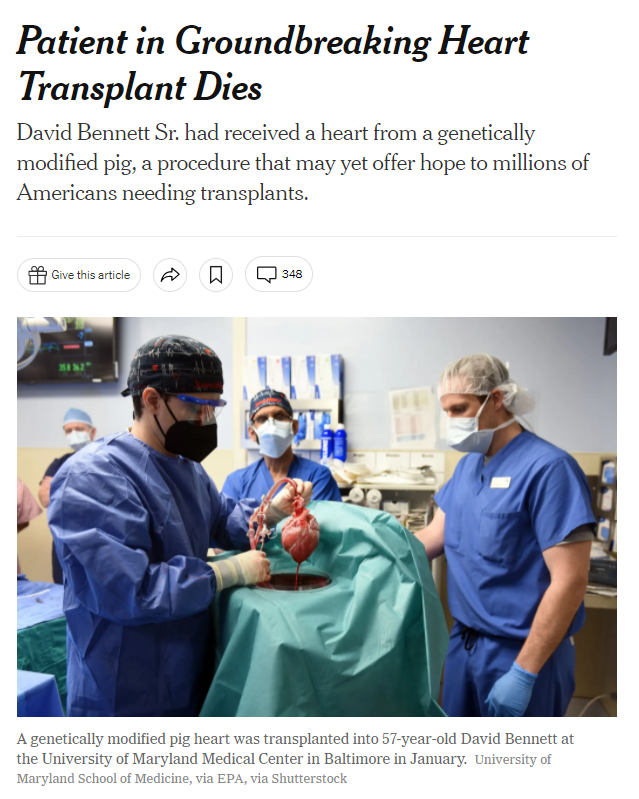 Patient in Groundbreaking Heart
Transplant Dies
David Bennett Sr. had received a heart from a genetically
modified pig, a procedure that may yet offer hope to millions of
Americans needing transplants.
Give this article
348
A genetically modified pig heart was transplanted into 57-year-old David Bennett at
the University of Maryland Medical Center in Baltimore in January. University of
Maryland School of Medicine, via EPA, via Shutterstock